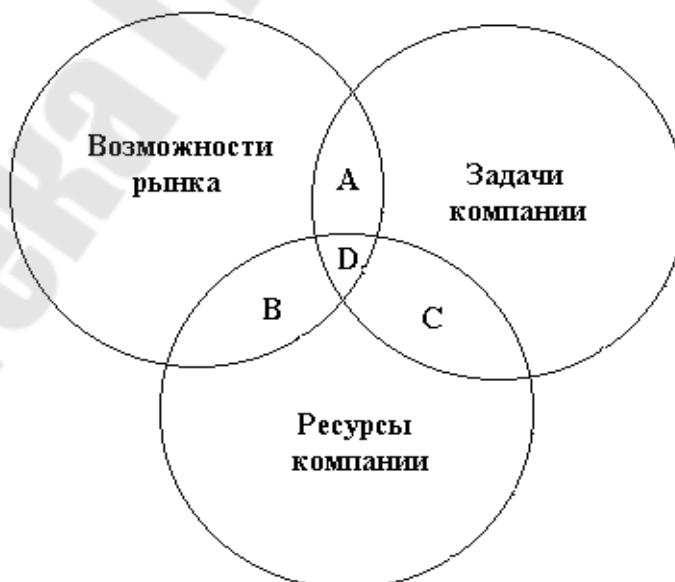 Возможности
рынка
A
Задачи
компании
D
B
C
Ресурсы
компании